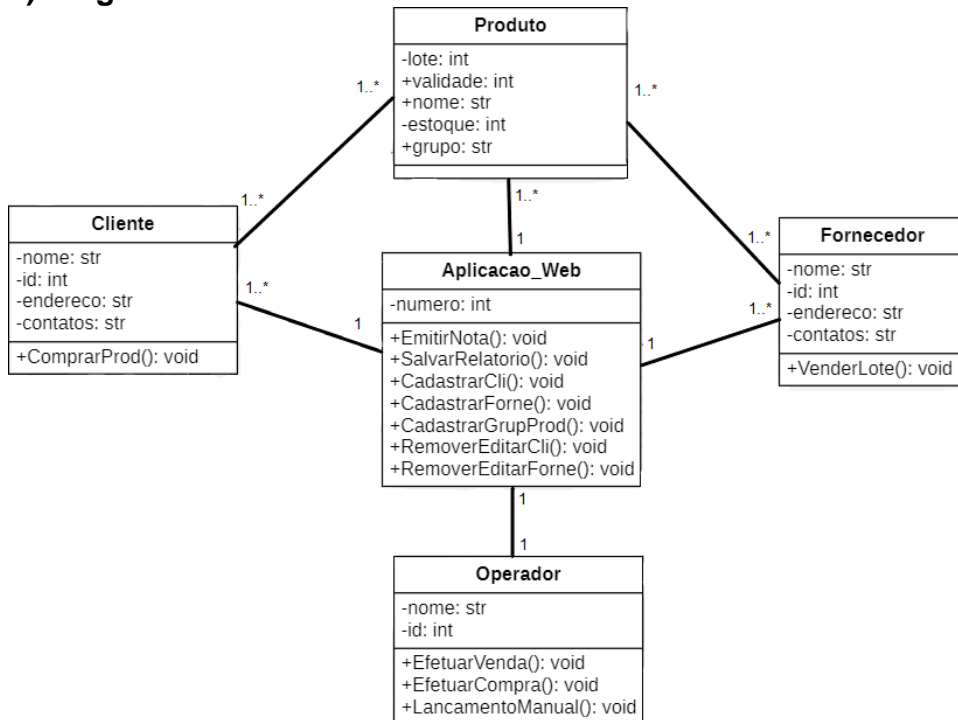 Produto
-lote: int
+validade: int
+nome: str
-estoque: int
+grupo: str
1..*
1..*
1..*
1
1..*
1..*
Cliente
-nome: str
-id: int
-endereco: str
-contatos: str
+ComprarProd(): void
1..*
1
Aplicacao_Web
-numero: int
+EmitirNota(): void
+SalvarRelatorio(): void
+CadastrarCli(): void
+CadastrarForne(): void
+CadastrarGrupProd(): void
+RemoverEditarCli(): void
+RemoverEditarForne(): void
1
1..*
Fornecedor
-nome: str
-id: int
-endereco: str
-contatos: str
+VenderLote(): void
1
1
Operador
-nome: str
-id: int
+EfetuarVenda(): void
+EfetuarCompra(): void
+LancamentoManual(): void